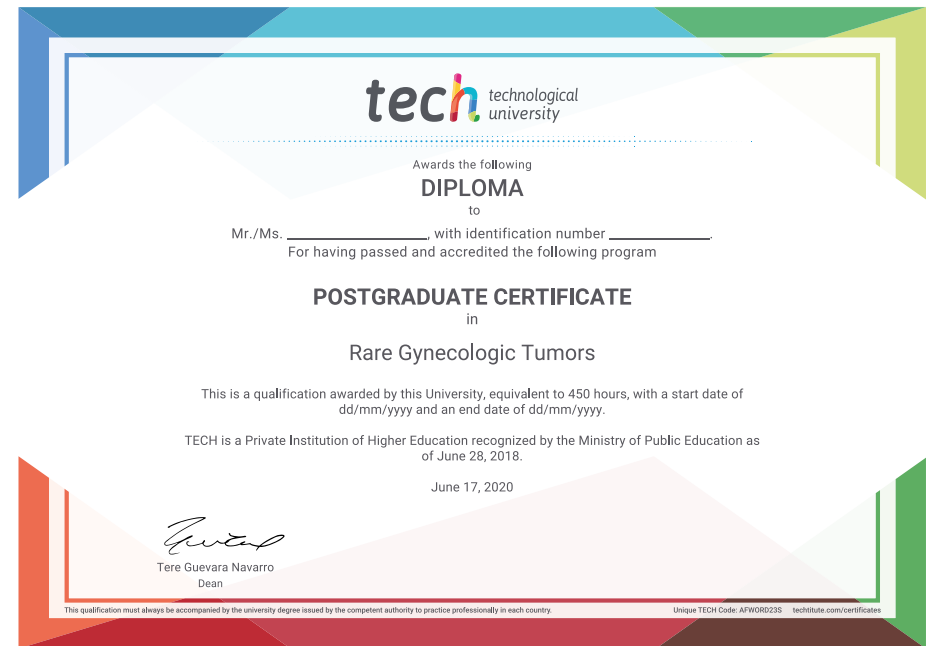 tech technological
university
Awards the following
DIPLOMA
to
Mr./Ms. ____________________, with identification number ______________.
For having passed and accredited the following program
POSTGRADUATE CERTIFICATE
in
Rare Gynecologic Tumors
This is a qualification awarded by this University, equivalent to 450 hours, with a start date of
dd/mm/yyyy and an end date of dd/mm/yyyy.
TECH is a Private Institution of Higher Education recognized by the Ministry of Public Education as
of June 28, 2018.
June 17, 2020
Tere Guevara Navarro
Dean
This qualification must always be accompanied by the university degree issued by the competent authority to practice professionally in each country.
Unique TECH Code: AFWORD23S techtitute.com/certificates